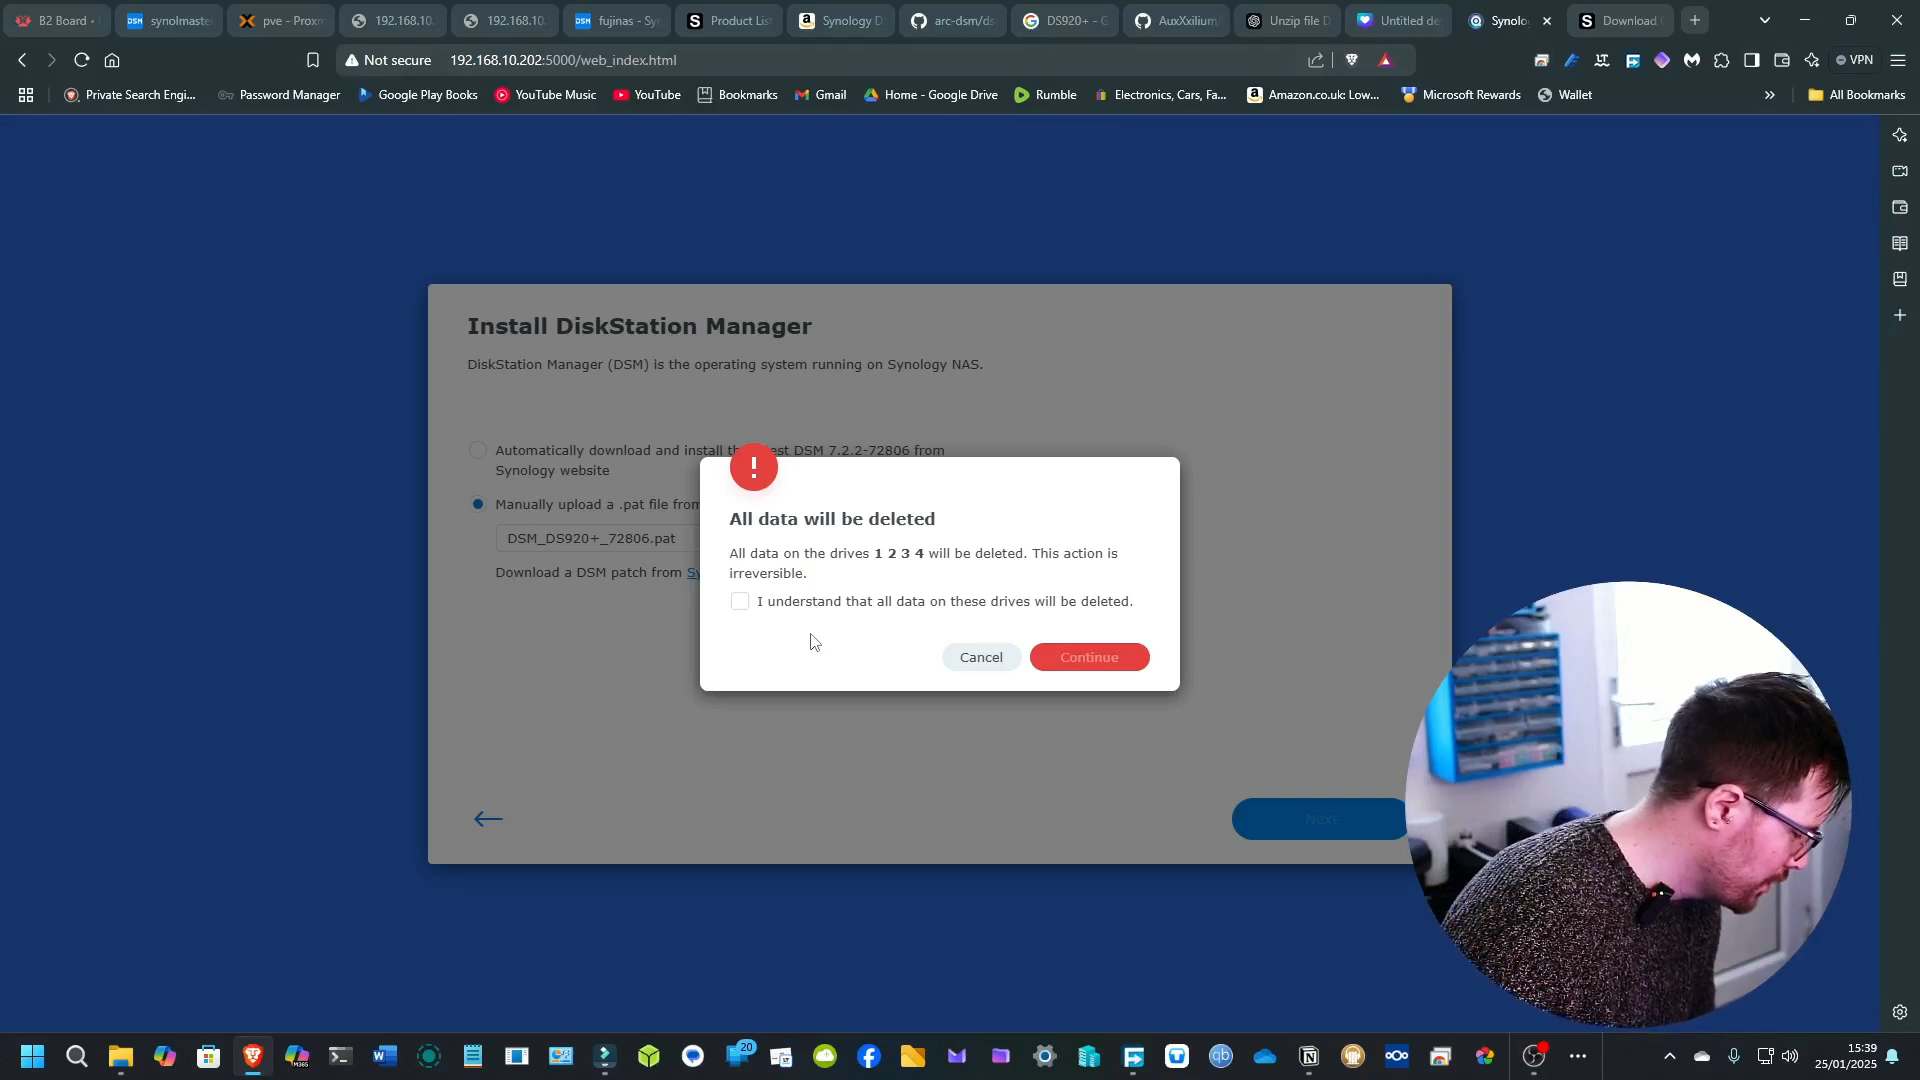 B2 Board •
synolmaste
pve - Proxm
192.168.10.
192.168.10.
fujinas - Sy
Product Lis
Synology D
arc-dsm/ds
DS920+ - G
AuxXxilium/
Unzip file D
Untitled de
Synolo
Download
Not secure
192.168.10.202:5000/web_index.html
VPN
Private Search Engi...
Password Manager
Google Play Books
YouTube Music
YouTube
Bookmarks
Gmail
Home - Google Drive
Rumble
Electronics, Cars, Fa...
Amazon.co.uk: Low...
Microsoft Rewards
Wallet
All Bookmarks
Install DiskStation Manager
DiskStation Manager (DSM) is the operating system running on Synology NAS.
Automatically download and install th est DSM 7.2.2-72806 from
Synology website
Manually upload a .pat file from
DSM_DS920+_72806.pat
Download a DSM patch from Sy
!
All data will be deleted
All data on the drives 1 2 3 4 will be deleted. This action is
irreversible.
I understand that all data on these drives will be deleted.
Cancel
Continue
Next
20
15:39
25/01/2025